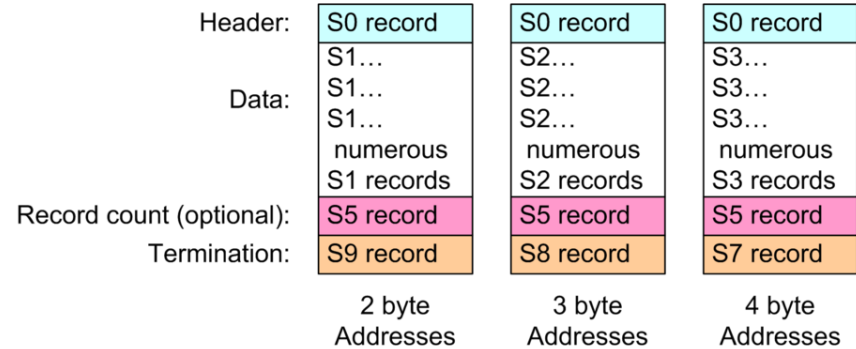 Header: S0 record S0 record S0 record
S1... S2... S3...
Data: S1... S2... S3...
S1... S2... S3...
numerous numerous numerous
S1 records S2 records S3 records
Record count (optional): S5 record S5 record S5 record
Termination: S9 record S8 record S7 record
2 byte 3 byte 4 byte
Addresses Addresses Addresses